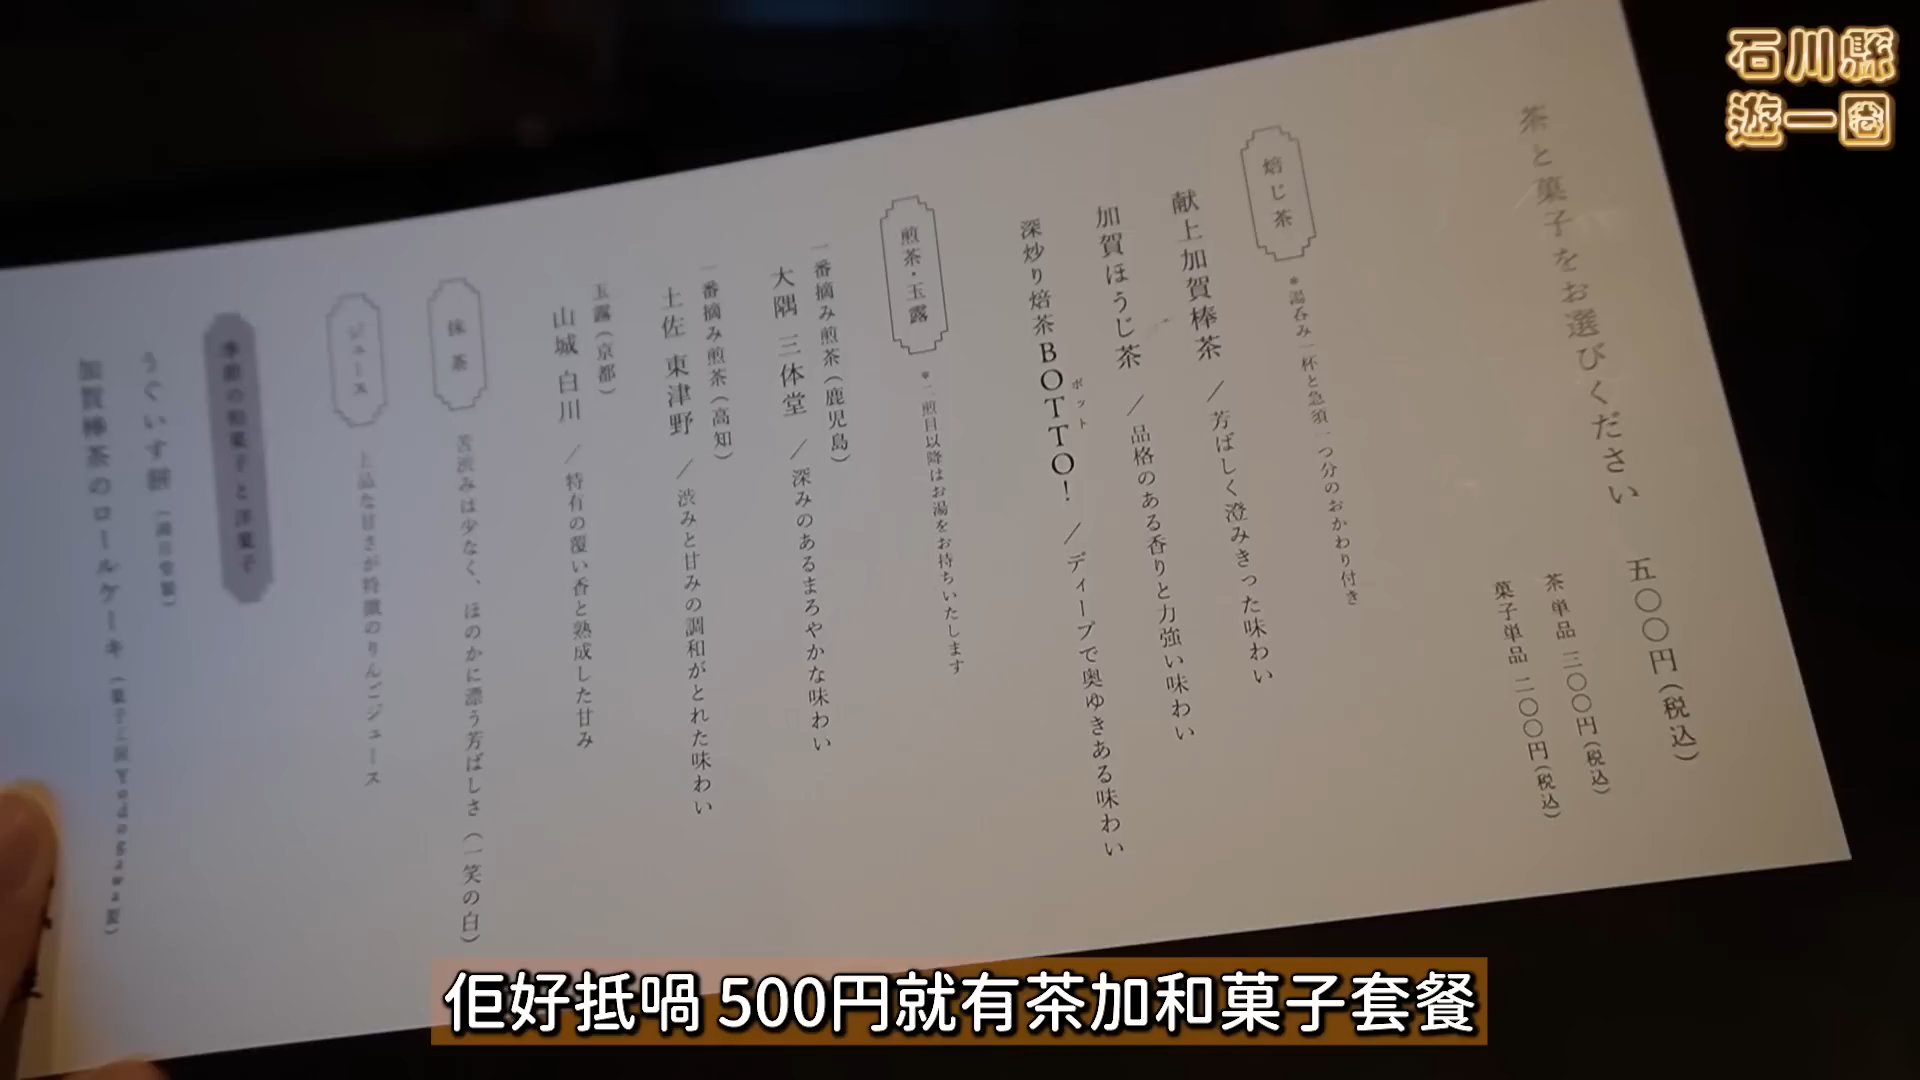 石川縣
遊一圈
茶と菓子をお選びください 五〇〇円(税込)
茶単品 三〇〇円(税込)
菓子単品 二〇〇円(税込)
焙じ茶 *湯呑み一杯と急須一つ分のおかわり付き
献上加賀棒茶/芳ばしく澄みきった味わい
加賀ほうじ茶/品格のある香りと力強い味わい
ボット
深炒り焙茶BOTTO!/ディープで奥ゆきある味わい
煎茶・玉露 *二煎目以降はお湯をお持ちいたします
一番摘み煎茶(鹿児島)
大隅 三体堂/深みのあるまろやかな味わい
一番摘み煎茶(高知)
土佐 東津野/渋みと甘みの調和がとれた味わい
玉露(京都)
山城 白川/特有の覆い香と熟成した甘み
抹茶 苦渋みは少なく、ほのかに漂う芳ばしさ(一笑の白)
ジュース 上品な甘さが特徴のりんごジュース
季節の和菓子と洋菓子
うぐいす餅
加賀棒茶のロールケーキ(菓子工房Yodomawa製)
佢好抵喎 500円就有茶加和菓子套餐